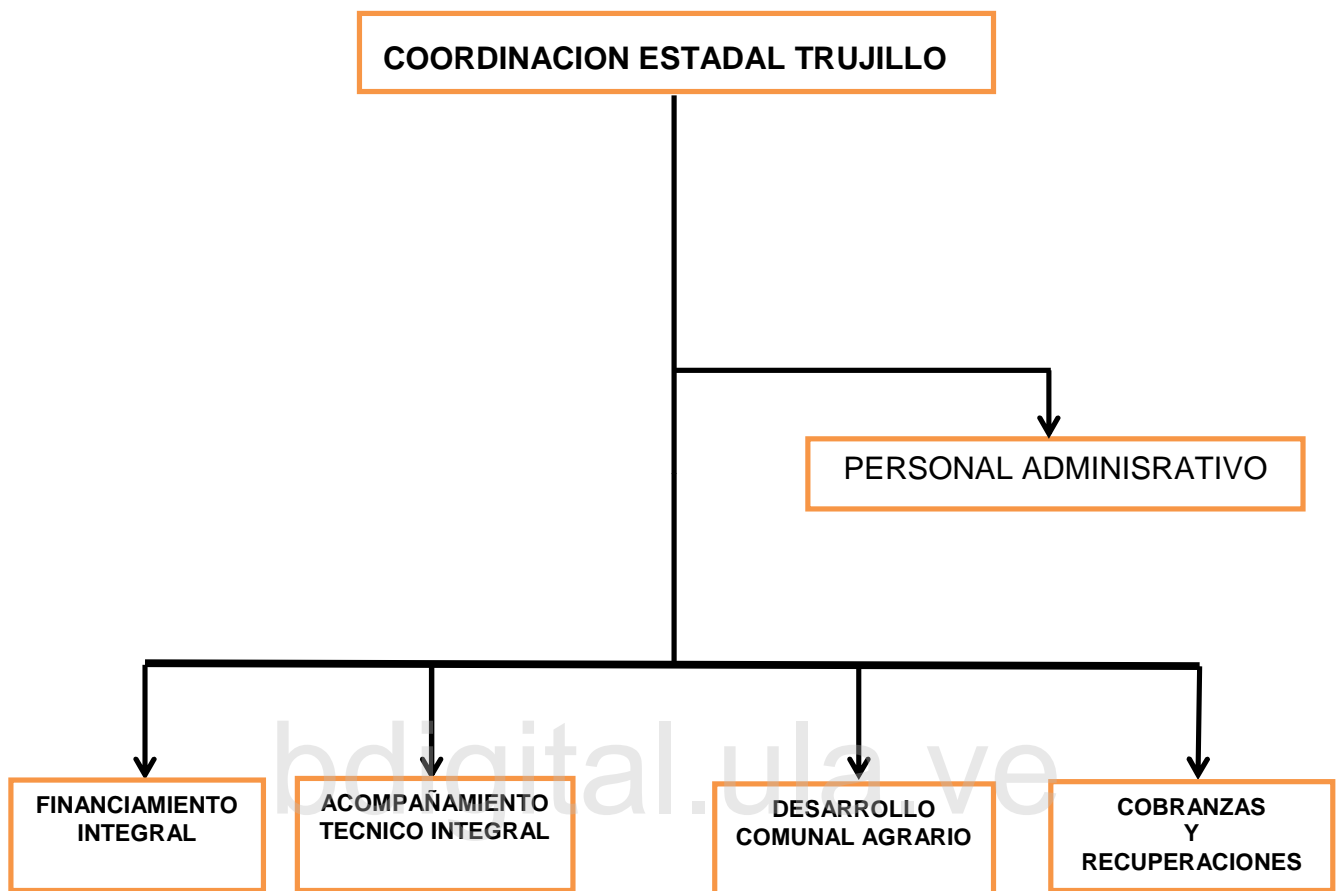 COORDINACION ESTADAL TRUJILLO
PERSONAL ADMINISRATIVO
FINANCIAMIENTO
INTEGRAL
ACOMPAÑAMIENTO
TECNICO INTEGRAL
DESARROLLO
COMUNAL AGRARIO
COBRANZAS
Y
RECUPERACIONES
bdigital.ula.ve